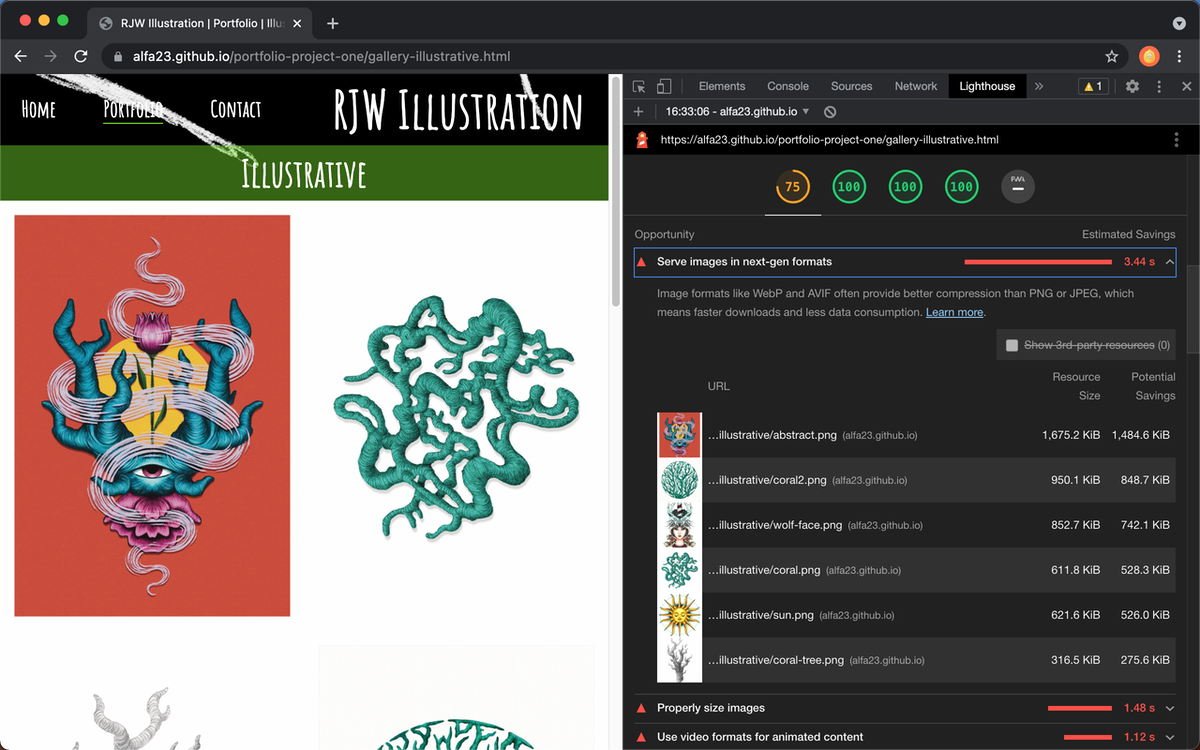 RJW Illustration | Portfolio | Illus
alfa23.github.io/portfolio-project-one/gallery-illustrative.html
Home Portfolio Contact RJW Illustration
Illustrative
Elements Console Sources Network Lighthouse » 1
16:33:06 - alfa23.github.io
https://alfa23.github.io/portfolio-project-one/gallery-illustrative.html
75 100 100 100 PWA
Opportunity Estimated Savings
Serve images in next-gen formats 3.44 s
Image formats like WebP and AVIF often provide better compression than PNG or JPEG, which
means faster downloads and less data consumption. Learn more.
Show 3rd-party resources (0)
URL Resource Size Potential Savings
…illustrative/abstract.png (alfa23.github.io) 1,675.2 KiB 1,484.6 KiB
…illustrative/coral2.png (alfa23.github.io) 950.1 KiB 848.7 KiB
…illustrative/wolf-face.png (alfa23.github.io) 852.7 KiB 742.1 KiB
…illustrative/coral.png (alfa23.github.io) 611.8 KiB 528.3 KiB
…illustrative/sun.png (alfa23.github.io) 621.6 KiB 526.0 KiB
…illustrative/coral-tree.png (alfa23.github.io) 316.5 KiB 275.6 KiB
Properly size images 1.48 s
Use video formats for animated content 1.12 s